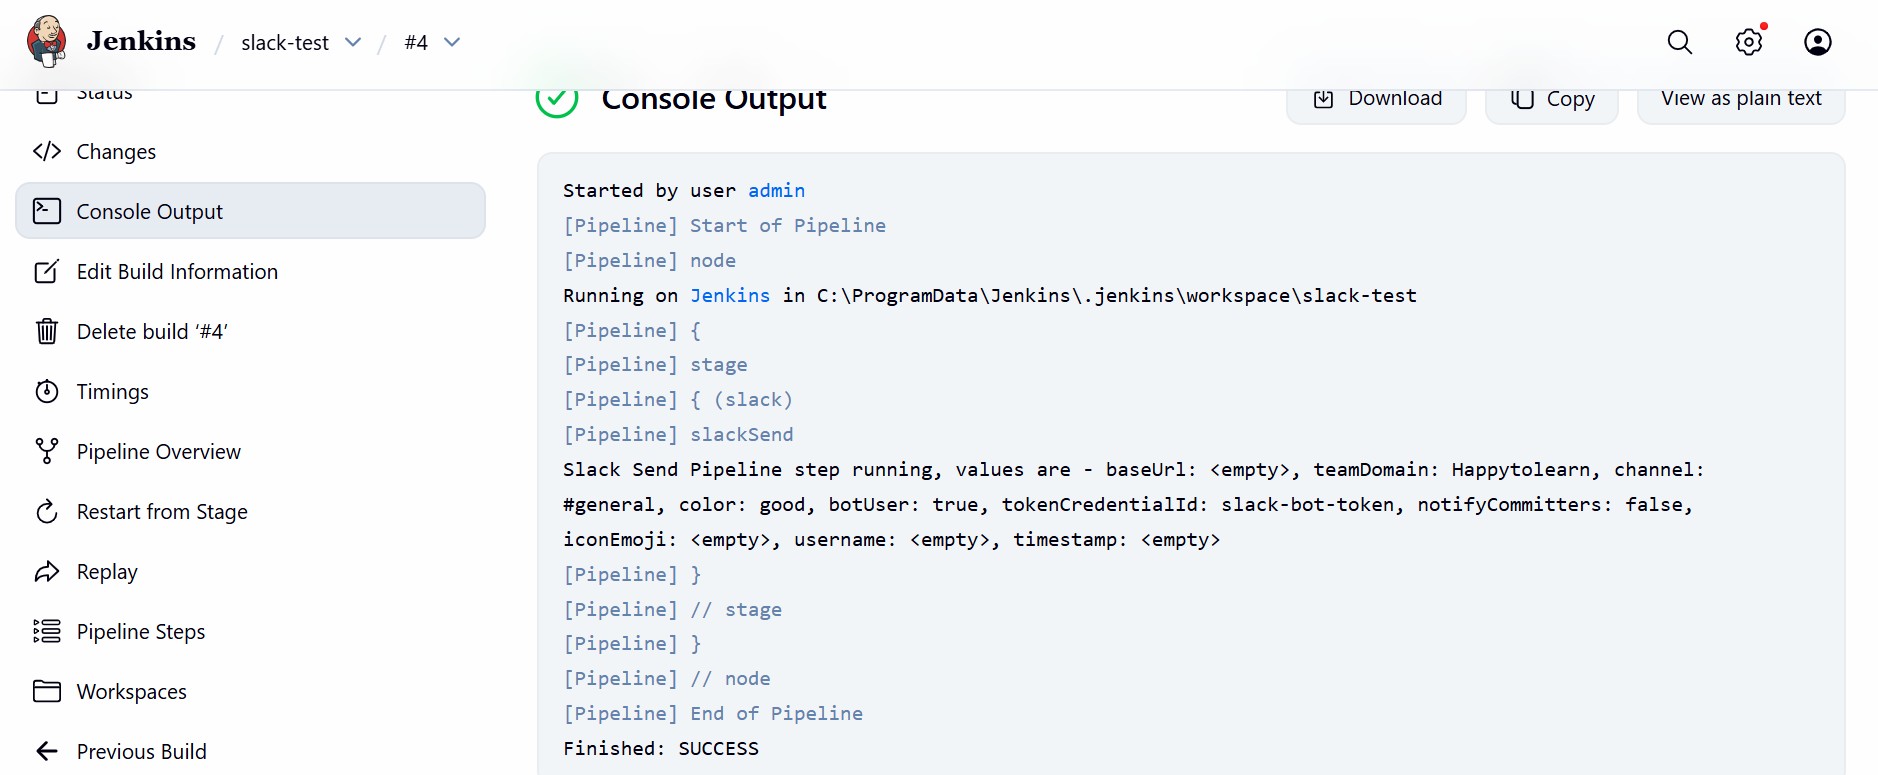 Jenkins / slack-test / #4
Status
Changes
Console Output
Edit Build Information
Delete build ‘#4’
Timings
Pipeline Overview
Restart from Stage
Replay
Pipeline Steps
Workspaces
Previous Build
Console Output
Download
Copy
View as plain text
Started by user admin
[Pipeline] Start of Pipeline
[Pipeline] node
Running on Jenkins in C:\ProgramData\Jenkins\.jenkins\workspace\slack-test
[Pipeline] {
[Pipeline] stage
[Pipeline] { (slack)
[Pipeline] slackSend
Slack Send Pipeline step running, values are - baseUrl: <empty>, teamDomain: Happytolearn, channel:
#general, color: good, botUser: true, tokenCredentialId: slack-bot-token, notifyCommitters: false,
iconEmoji: <empty>, username: <empty>, timestamp: <empty>
[Pipeline] }
[Pipeline] // stage
[Pipeline] }
[Pipeline] // node
[Pipeline] End of Pipeline
Finished: SUCCESS